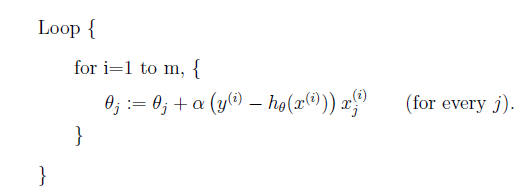 Loop {
for i=1 to m, {
θ_j := θ_j + α (y^{(i)} − h_θ(x^{(i)})) x_j^{(i)} (for every j).
}
}